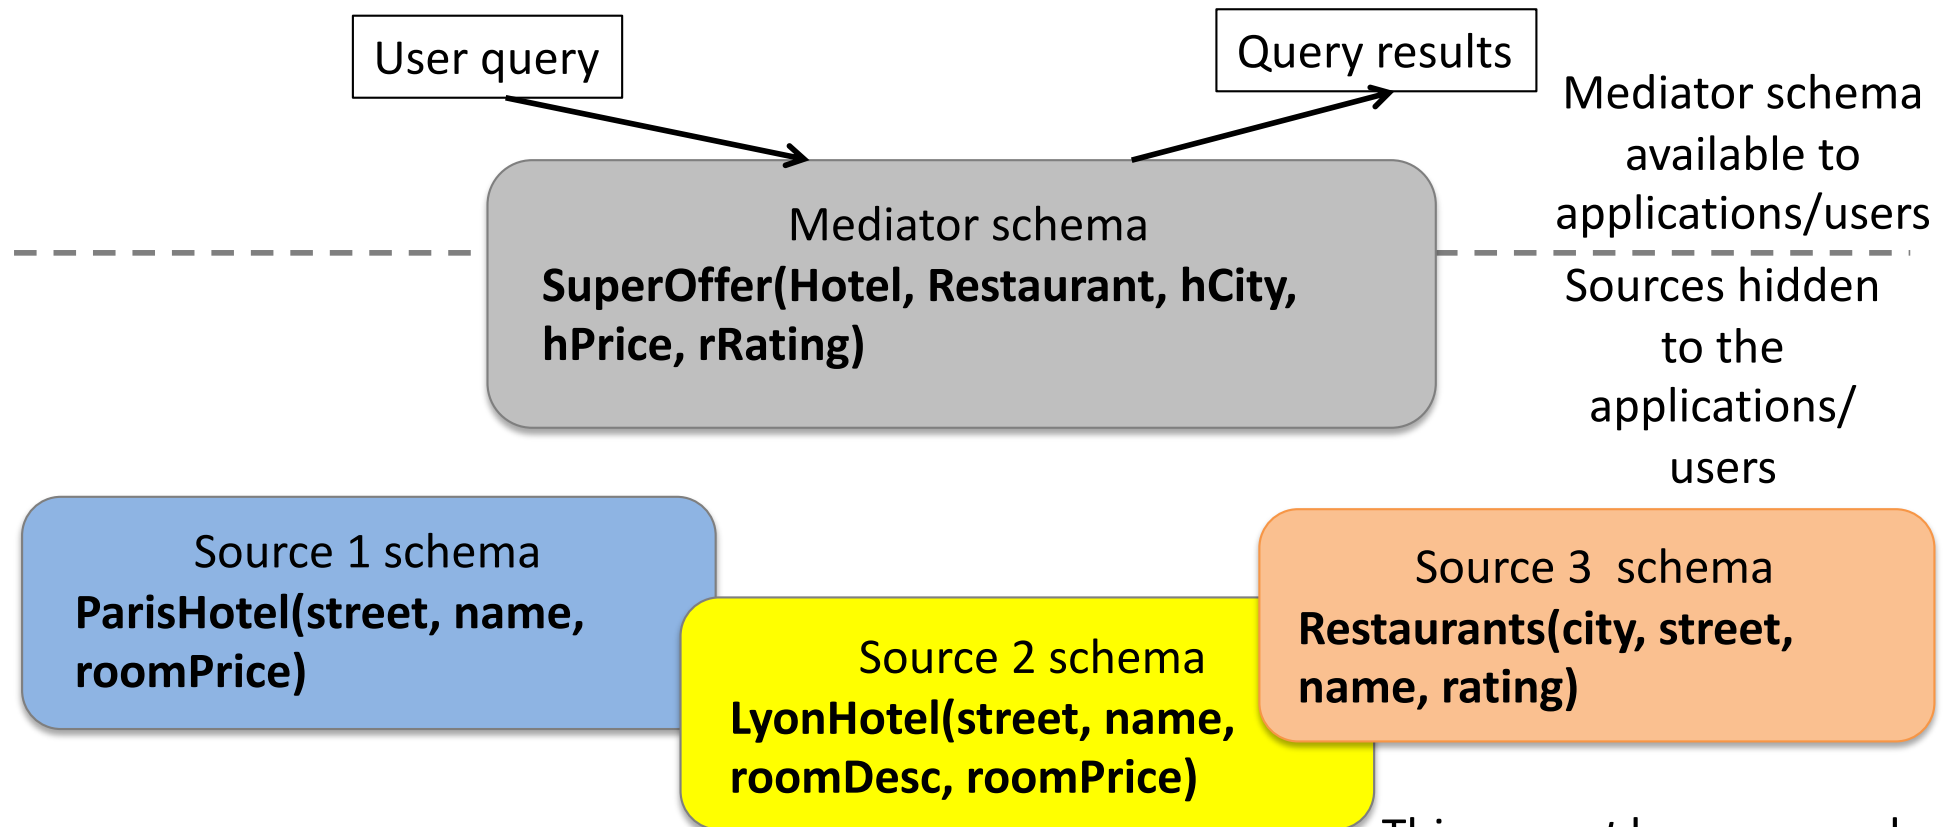 User query
Query results
Mediator schema
available to
applications/users
Mediator schema
SuperOffer(Hotel, Restaurant, hCity,
hPrice, rRating)
Sources hidden
to the
applications/
users
Source 1 schema
ParisHotel(street, name,
roomPrice)
Source 2 schema
LyonHotel(street, name,
roomDesc, roomPrice)
Source 3 schema
Restaurants(city, street,
name, rating)